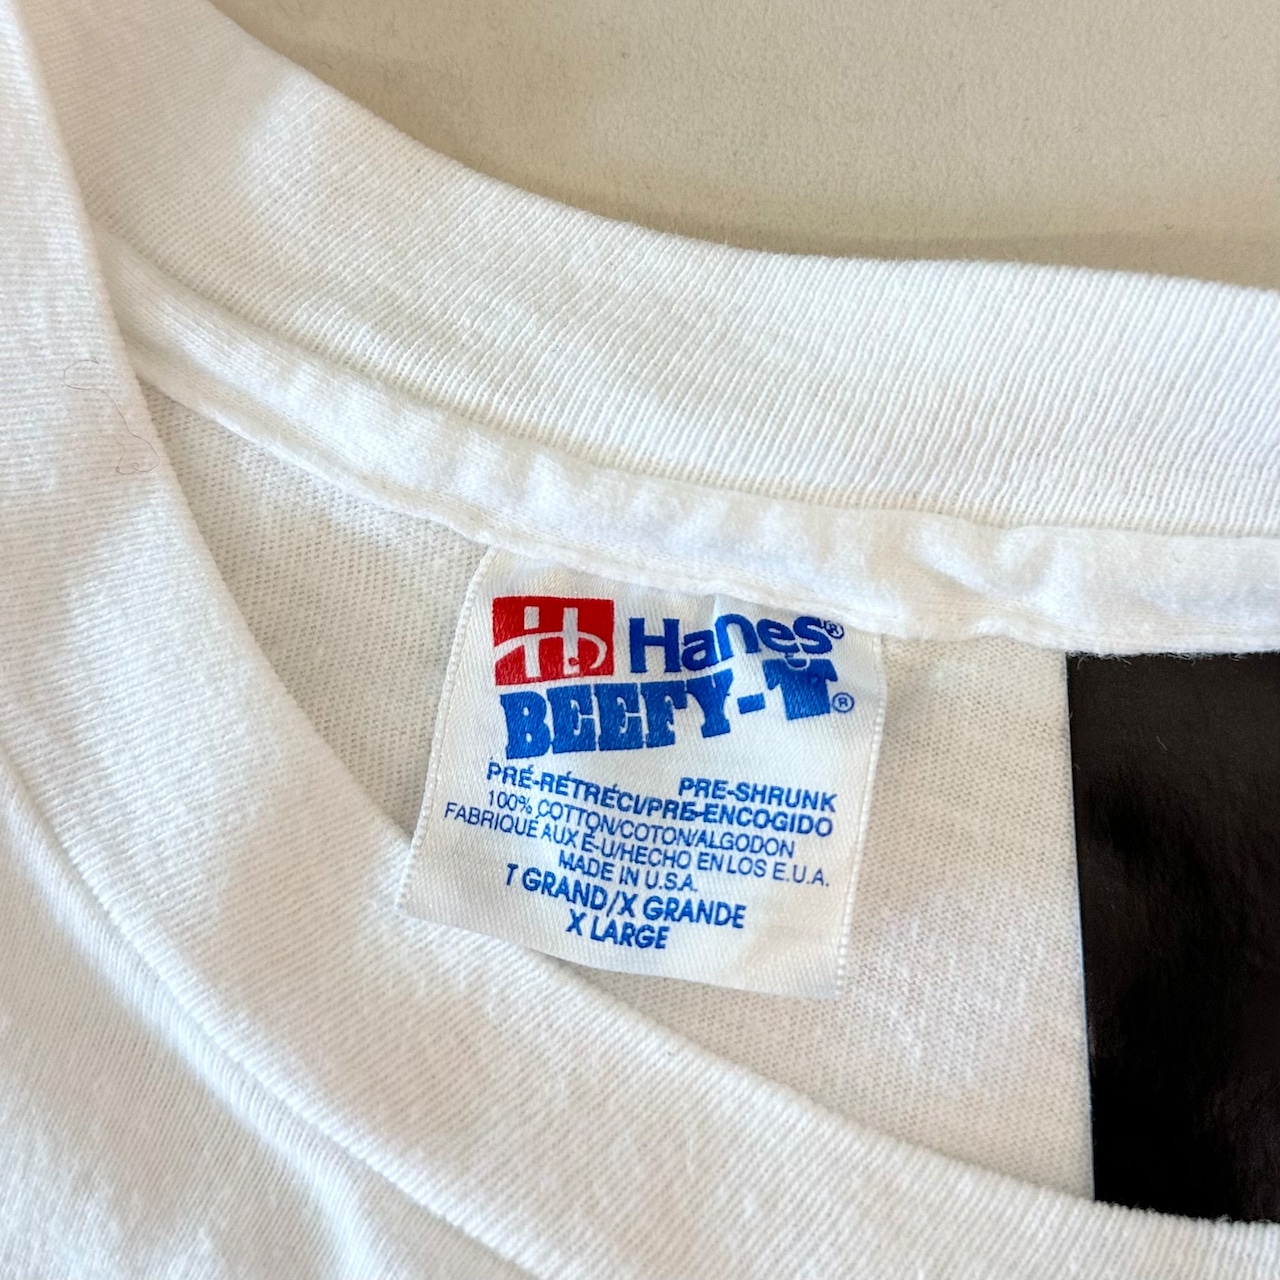 Hanes®
BEEFY-T®
PRE-SHRUNK
PRÉ-RÉTRÉCI/PRE-ENCOGIDO
100% COTTON/COTON/ALGODON
FABRIQUÉ AUX É-U/HECHO EN LOS E.U.A.
MADE IN U.S.A.
T GRAND/X GRANDE
X LARGE